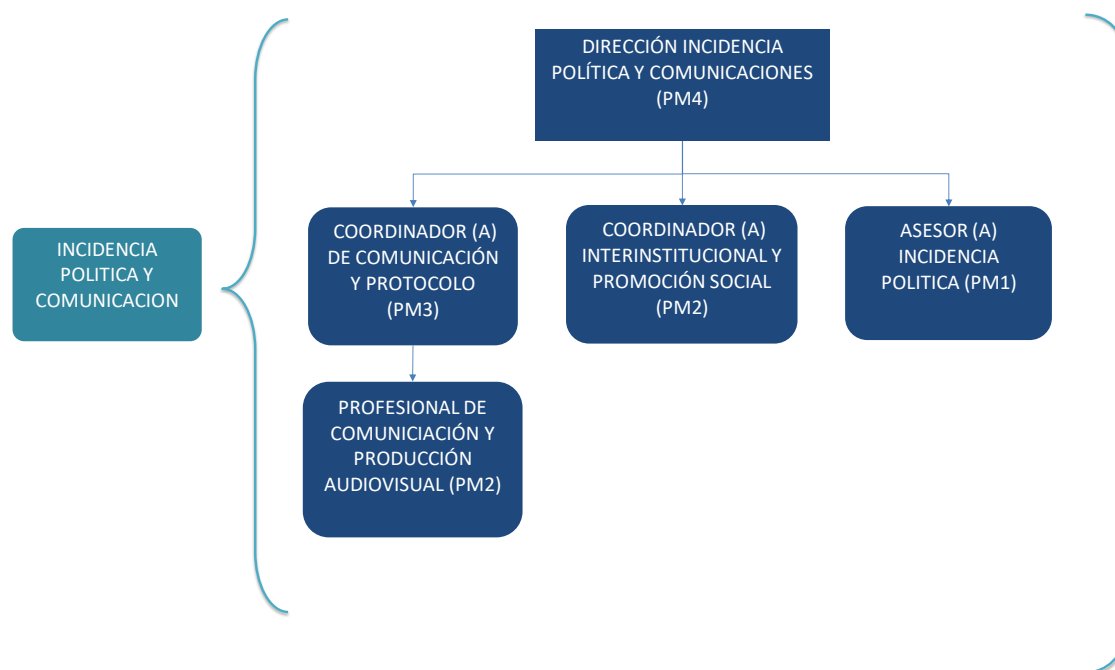 DIRECCIÓN INCIDENCIA
POLÍTICA Y COMUNICACIONES
(PM4)
INCIDENCIA
POLITICA Y
COMUNICACION
COORDINADOR (A)
DE COMUNICACIÓN
Y PROTOCOLO
(PM3)
COORDINADOR (A)
INTERINSTITUCIONAL Y
PROMOCIÓN SOCIAL
(PM2)
ASESOR (A)
INCIDENCIA
POLITICA (PM1)
PROFESIONAL DE
COMUNICIACIÓN Y
PRODUCCIÓN
AUDIOVISUAL (PM2)